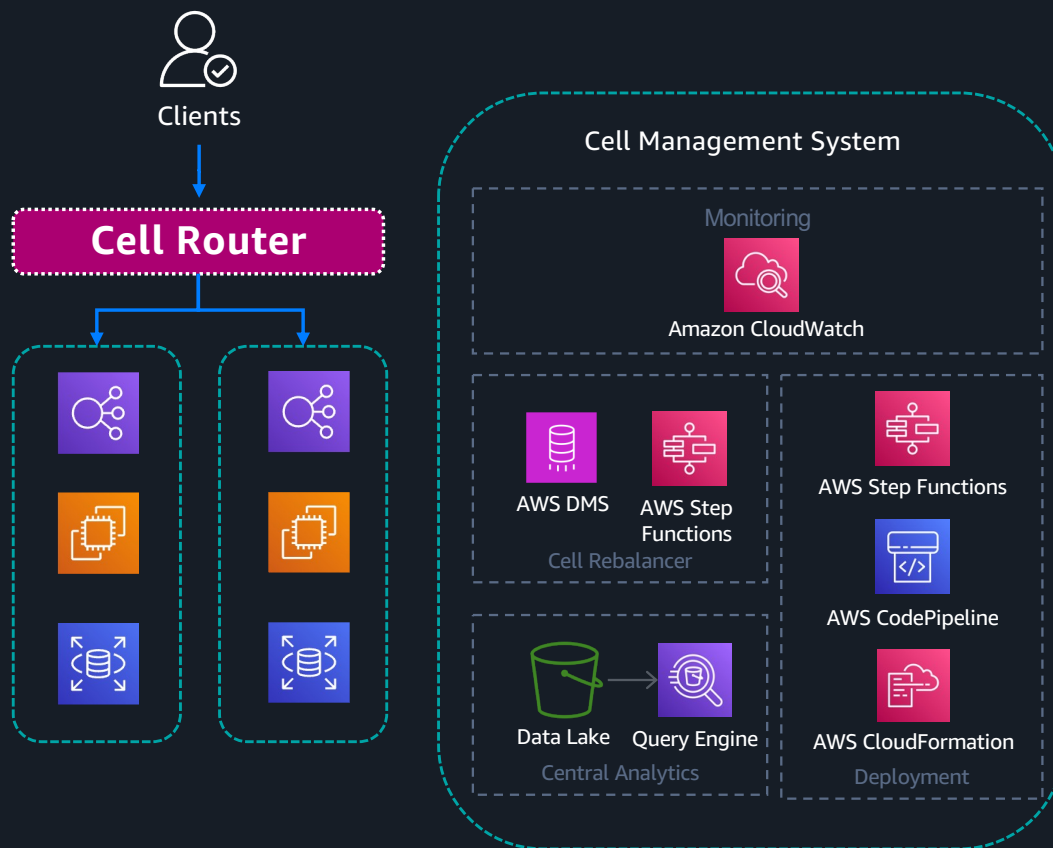 Clients
Cell Router
Cell Management System
Monitoring
Amazon CloudWatch
AWS DMS
AWS Step
Functions
Cell Rebalancer
Data Lake
Query Engine
Central Analytics
AWS Step Functions
</>
AWS CodePipeline
AWS CloudFormation
Deployment